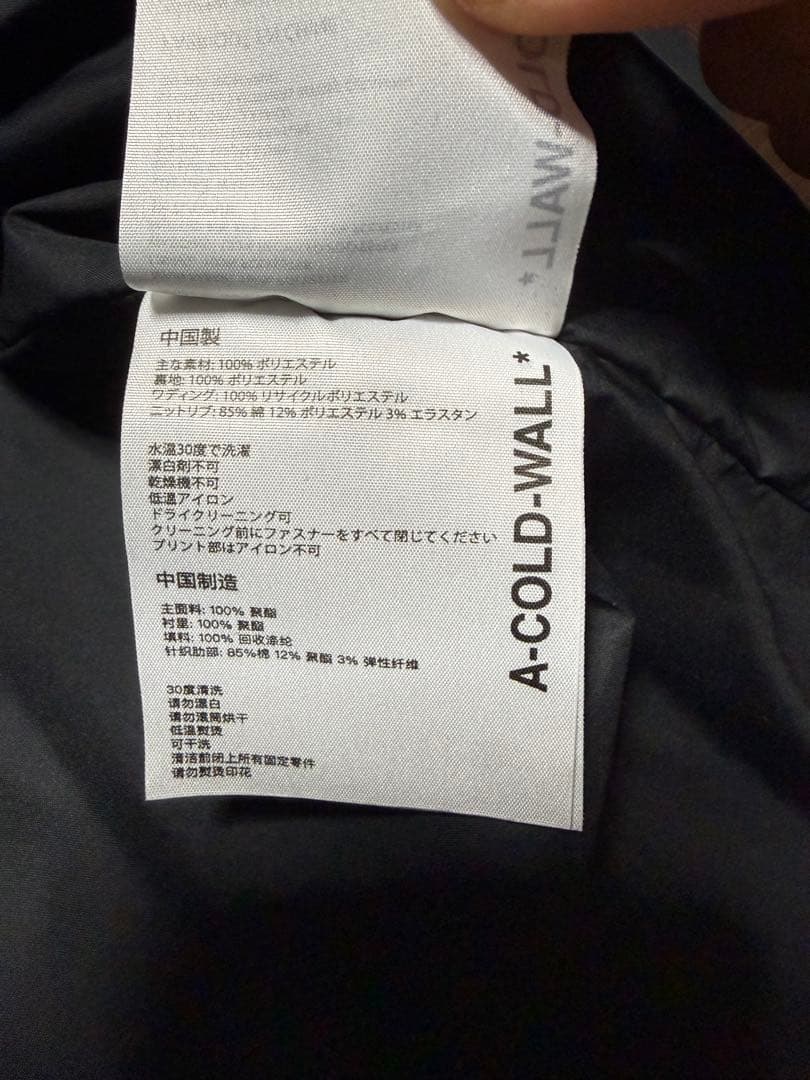 OLD-WALL*
中国製
主な素材: 100% ポリエステル
裏地: 100% ポリエステル
ワディング: 100% リサイクルポリエステル
ニットリブ: 85% 綿 12% ポリエステル 3% エラスタン
水温30度で洗濯
漂白剤不可
乾燥機不可
低温アイロン
ドライクリーニング可
クリーニング前にファスナーをすべて閉じてください
プリント部はアイロン不可
中国制造
主面料: 100% 聚酯
衬里: 100% 聚酯
填料: 100% 回收涤纶
针织肋部: 85%棉 12% 聚酯 3% 弹性纤维
30度清洗
请勿漂白
请勿滚筒烘干
低温熨烫
可干洗
清洁前闭上所有固定零件
请勿熨烫印花
A-COLD-WALL*